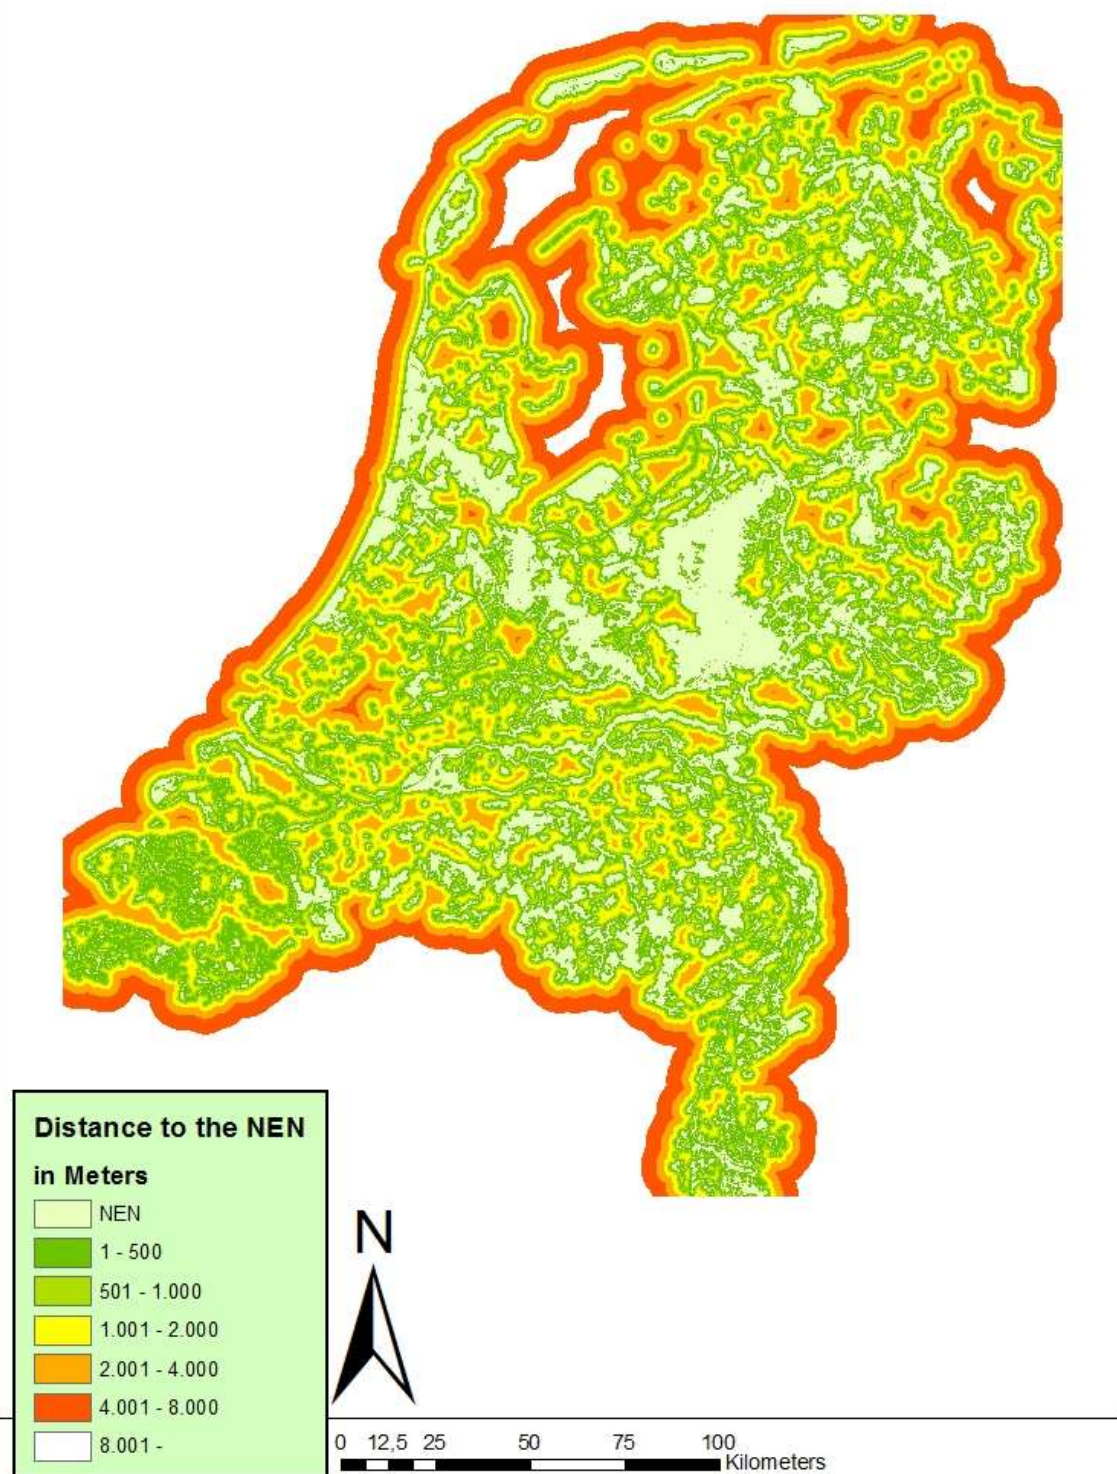 Distance to the NEN
in Meters
NEN
1 - 500
501 - 1.000
1.001 - 2.000
2.001 - 4.000
4.001 - 8.000
8.001 -
N
0 12,5 25 50 75 100
Kilometers